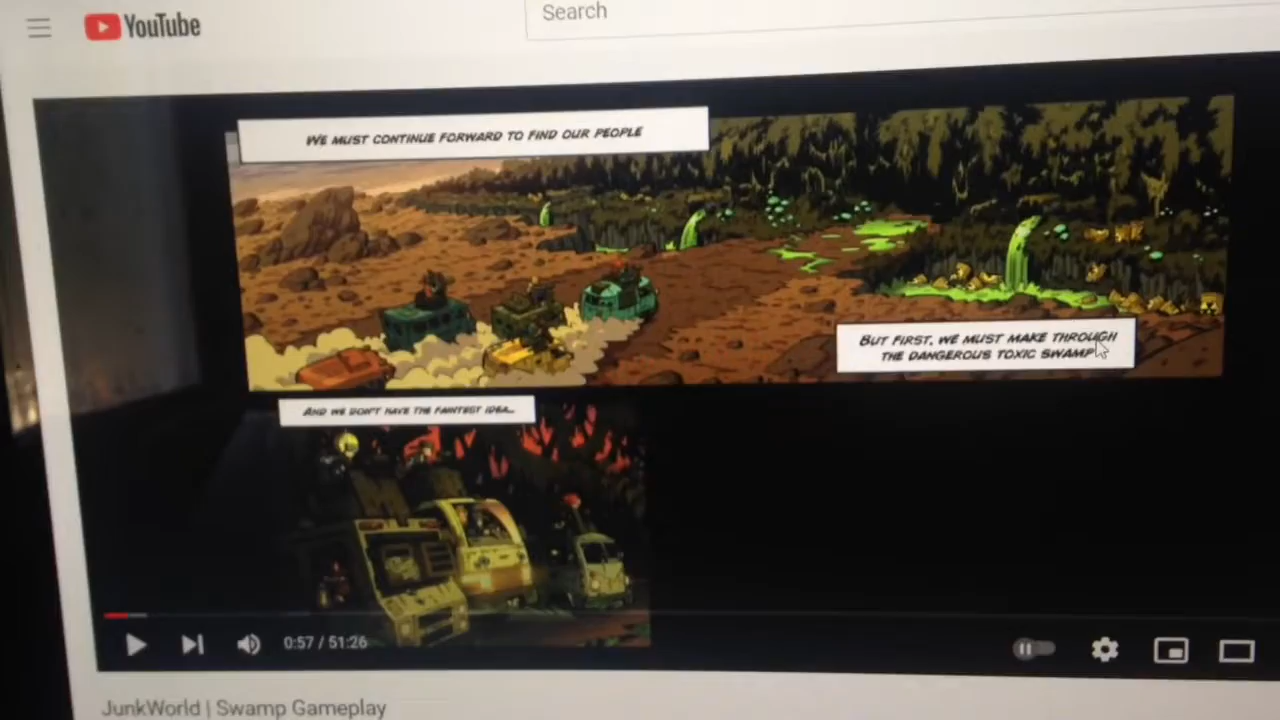 YouTube
Search
WE MUST CONTINUE FORWARD TO FIND OUR PEOPLE
BUT FIRST, WE MUST MAKE THROUGH
THE DANGEROUS TOXIC SWAMP
AND WE DON'T HAVE THE FAINTEST IDEA...
0:57 / 51:26
JunkWorld | Swamp Gameplay